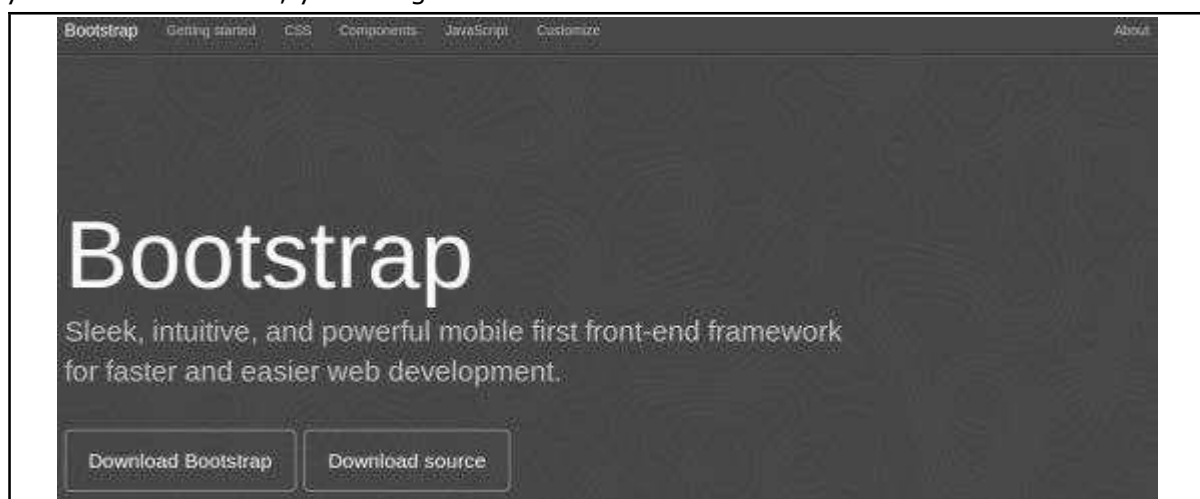 Bootstrap Getting started CSS Components JavaScript Customize About
Bootstrap
Sleek, intuitive, and powerful mobile first front-end framework
for faster and easier web development.
Download Bootstrap Download source